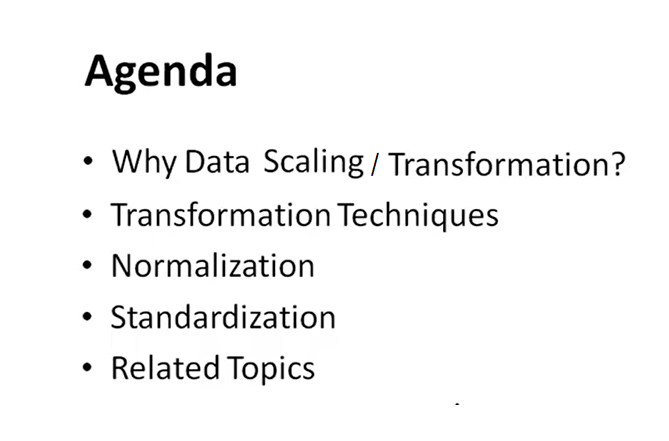 Agenda
• Why Data Scaling / Transformation?
• Transformation Techniques
• Normalization
• Standardization
• Related Topics